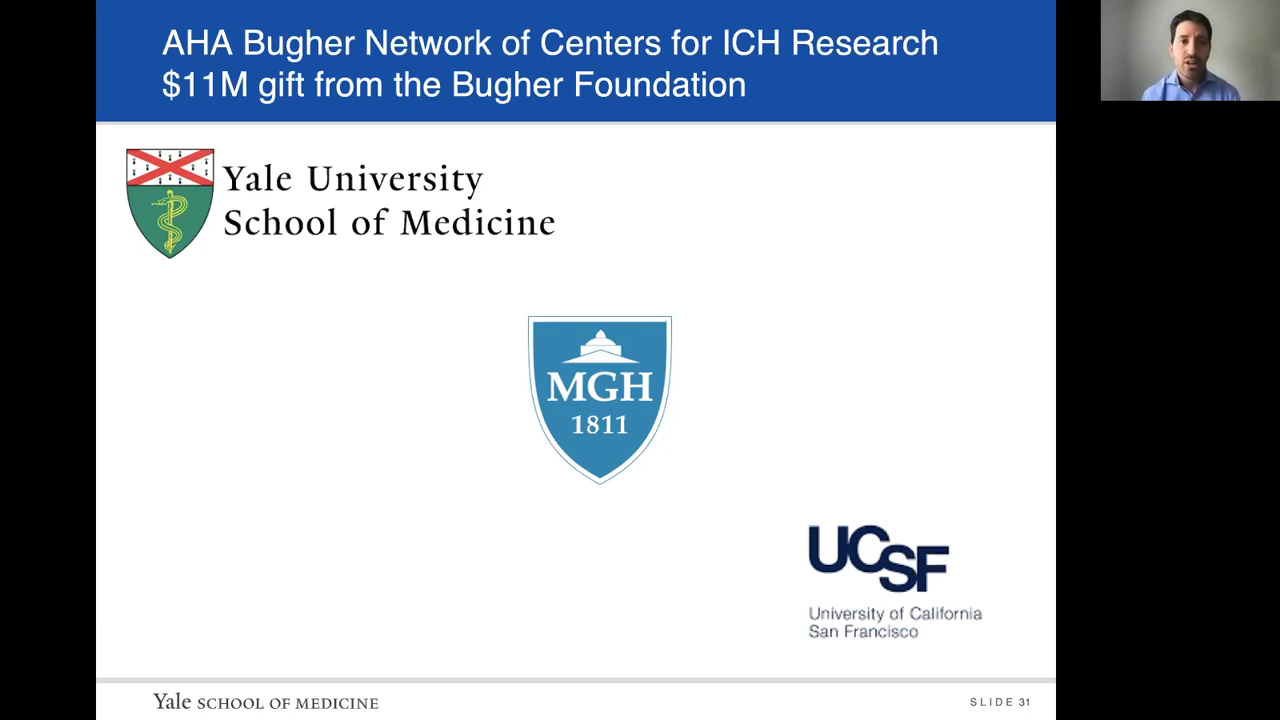 AHA Bugher Network of Centers for ICH Research
$11M gift from the Bugher Foundation
Yale University
School of Medicine
MGH
1811
UCSF
University of California
San Francisco
Yale SCHOOL OF MEDICINE
SLIDE 31